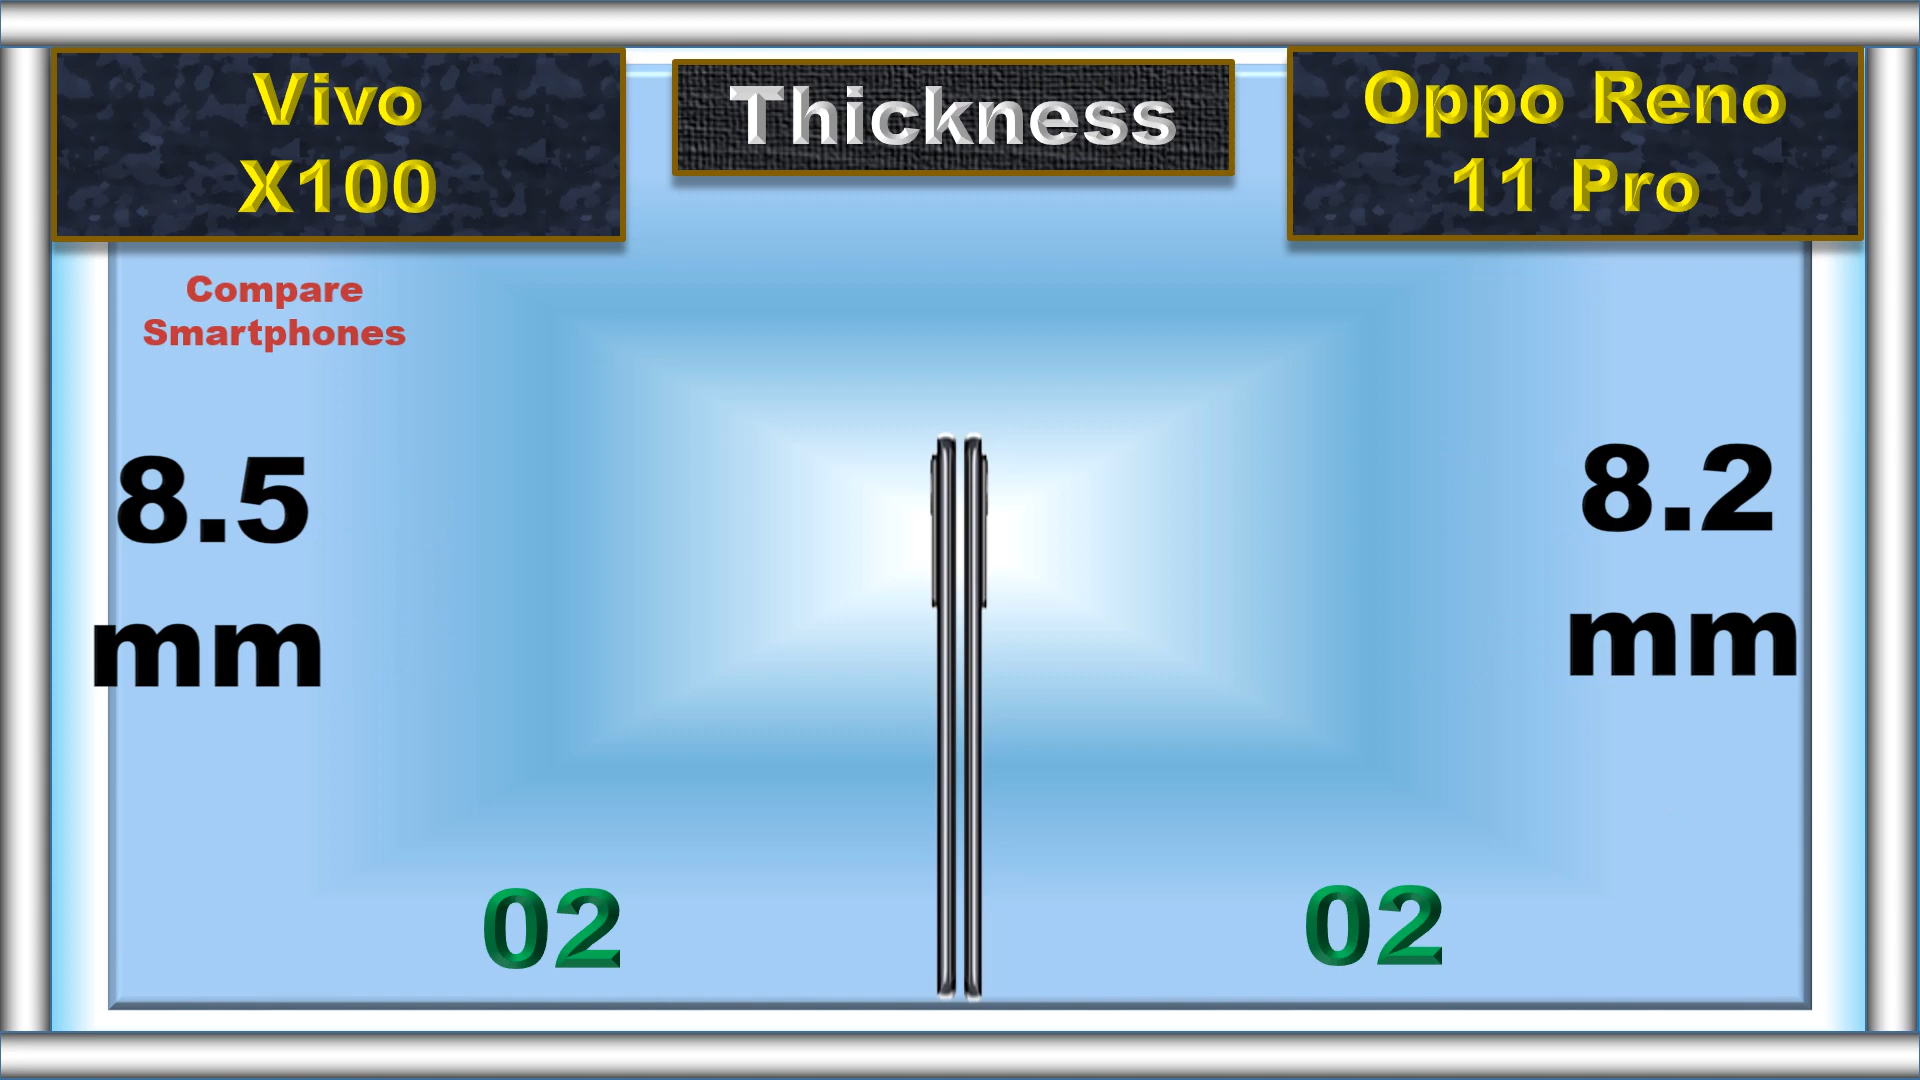 Vivo
X100
Thickness
Oppo Reno
11 Pro
Compare
Smartphones
8.5
mm
8.2
mm
02
02